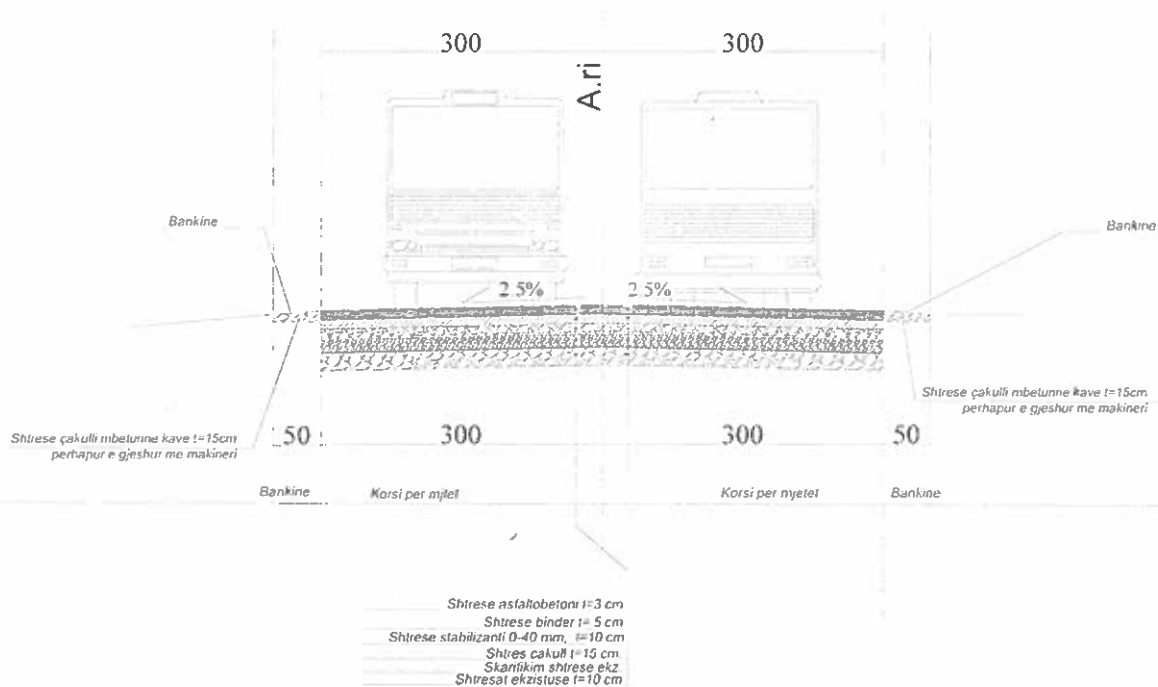 300 300
A.ri
Bankine
Bankine
2.5% 2.5%
Shtrese çakulli mbetunne kave t=15cm
perhapur e gjeshur me makineri
Shtrese çakulli mbetunne kave t=15cm
perhapur e gjeshur me makineri
50 300 300 50
Bankine Korsi per mjtet Korsi per mjetet Bankine
Shtrese asfaltobetoni t=3 cm
Shtrese binder t= 5 cm
Shtrese stabilizanti 0-40 mm, t=10 cm
Shtres cakull t=15 cm
Skarifikim shtrese ekz
Shtresat ekzistuse t=10 cm